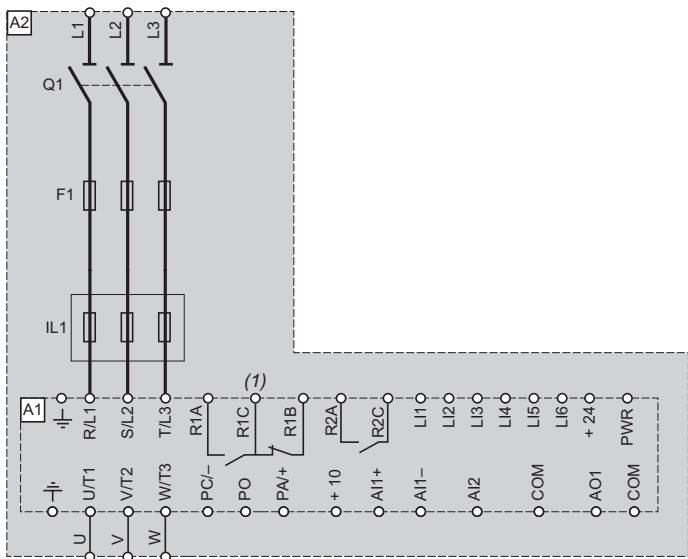 A2
L1 L2 L3
Q1
F1
IL1
(1)
A1
R/L1 S/L2 T/L3 R1A R1C R1B R2A R2C LI1 LI2 LI3 LI4 LI5 LI6 + 24 PWR
U/T1 V/T2 W/T3 PC/– PO PA/+ + 10 AI1+ AI1– AI2 COM AO1 COM
U V W